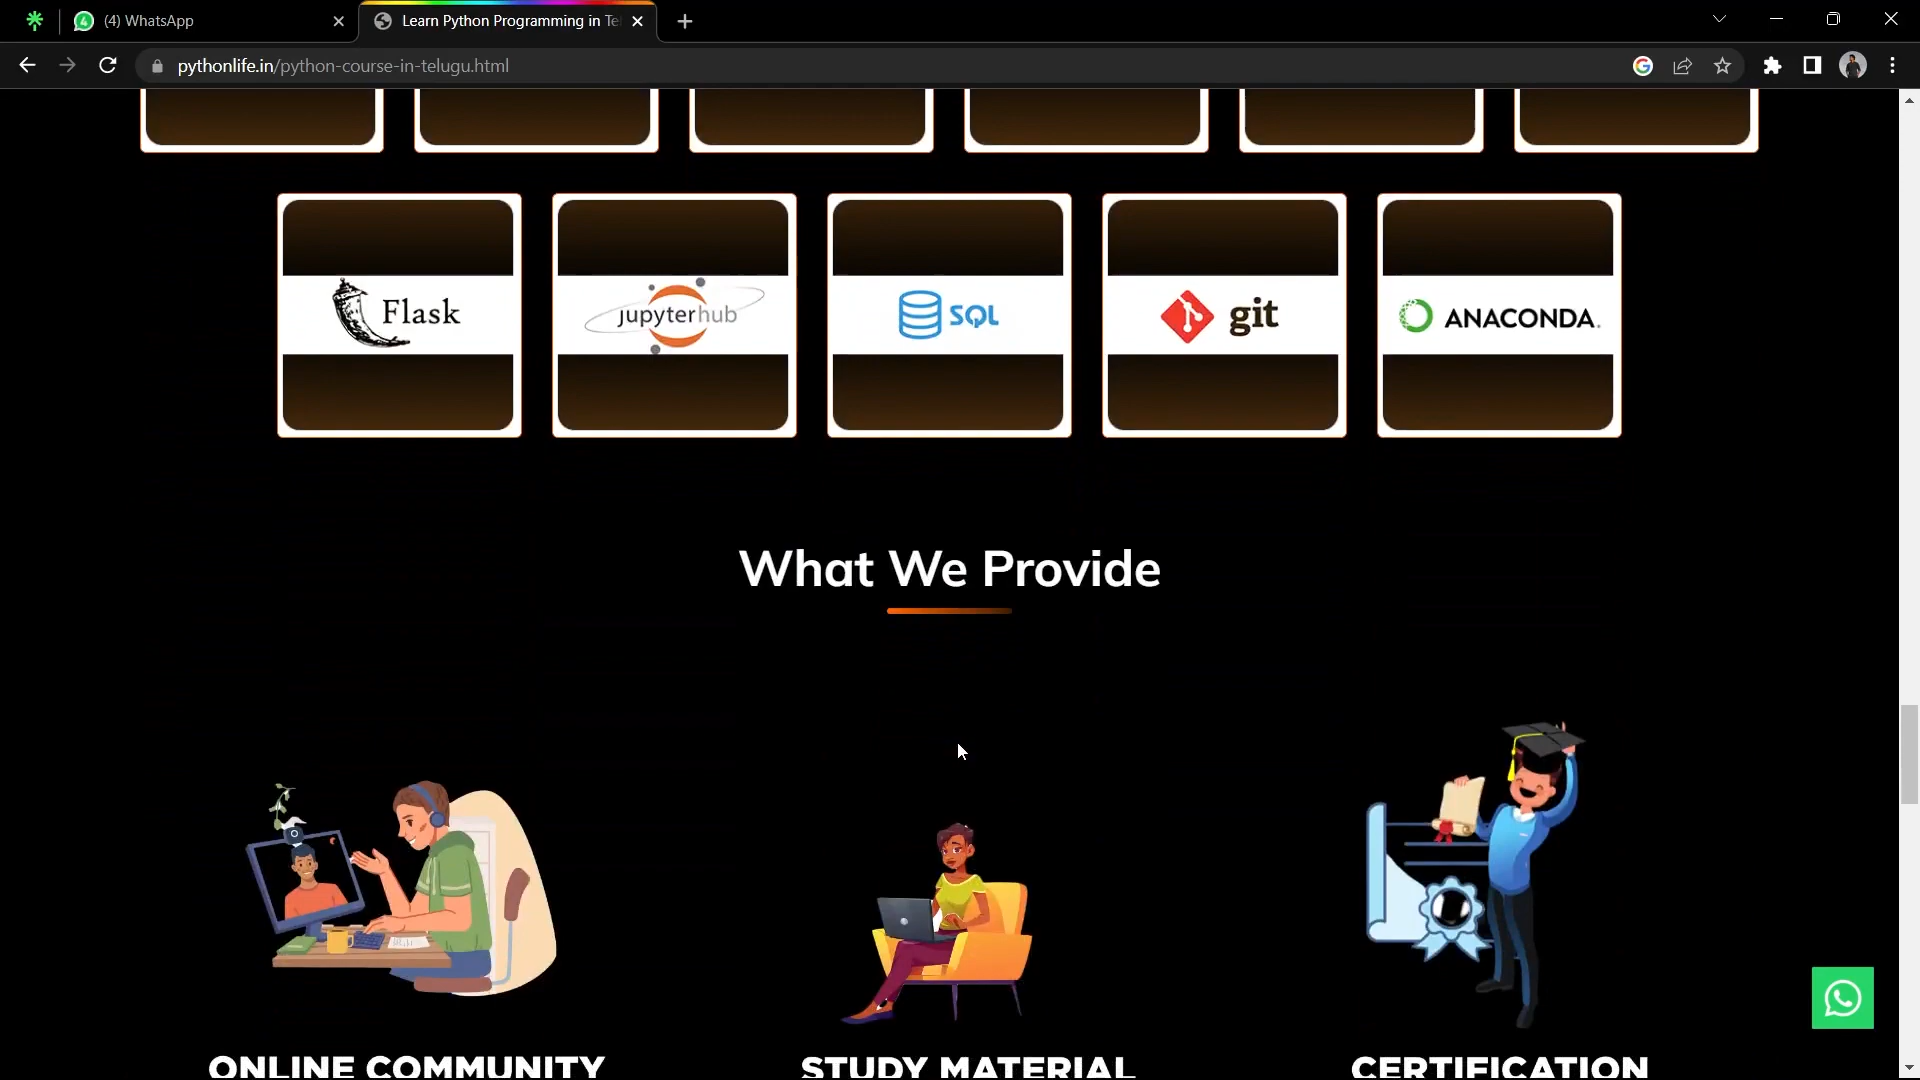 (4) WhatsApp
Learn Python Programming in Te
pythonlife.in/python-course-in-telugu.html
Flask
jupyterhub
SQL
git
ANACONDA.
What We Provide
ONLINE COMMUNITY
STUDY MATERIAL
CERTIFICATION